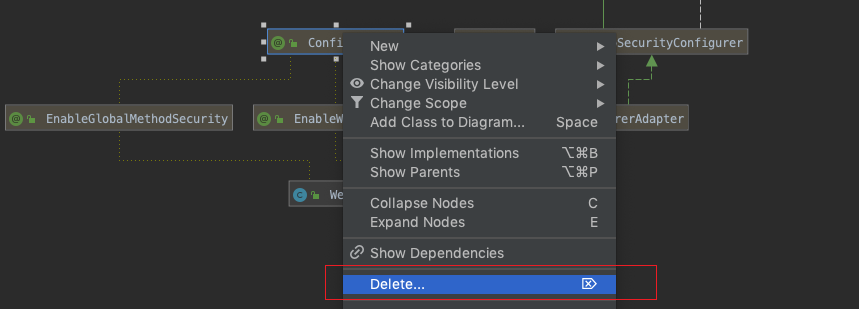 Confi
SecurityConfigurer
EnableGlobalMethodSecurity
EnableW
rerAdapter
We
New
Show Categories
Change Visibility Level
Change Scope
Add Class to Diagram... Space
Show Implementations ⌥⌘B
Show Parents ⌥⌘P
Collapse Nodes C
Expand Nodes E
Show Dependencies
Delete... ⌦